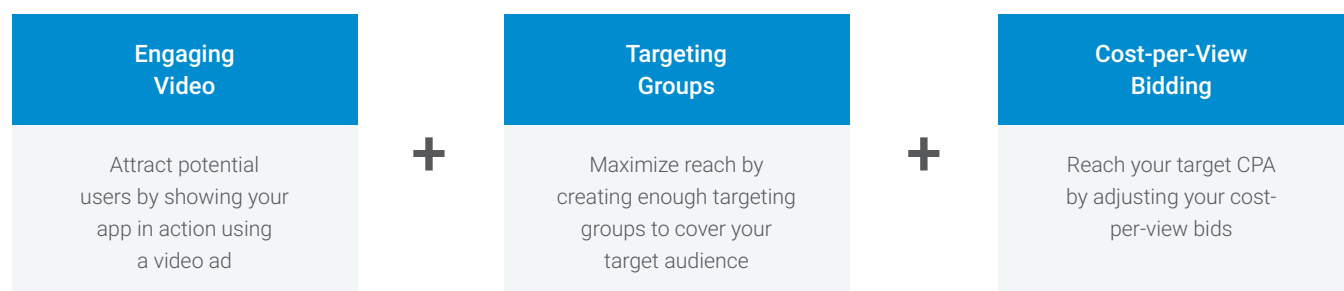 Engaging
Video
Attract potential
users by showing your
app in action using
a video ad
+
Targeting
Groups
Maximize reach by
creating enough targeting
groups to cover your
target audience
+
Cost-per-View
Bidding
Reach your target CPA
by adjusting your cost-
per-view bids